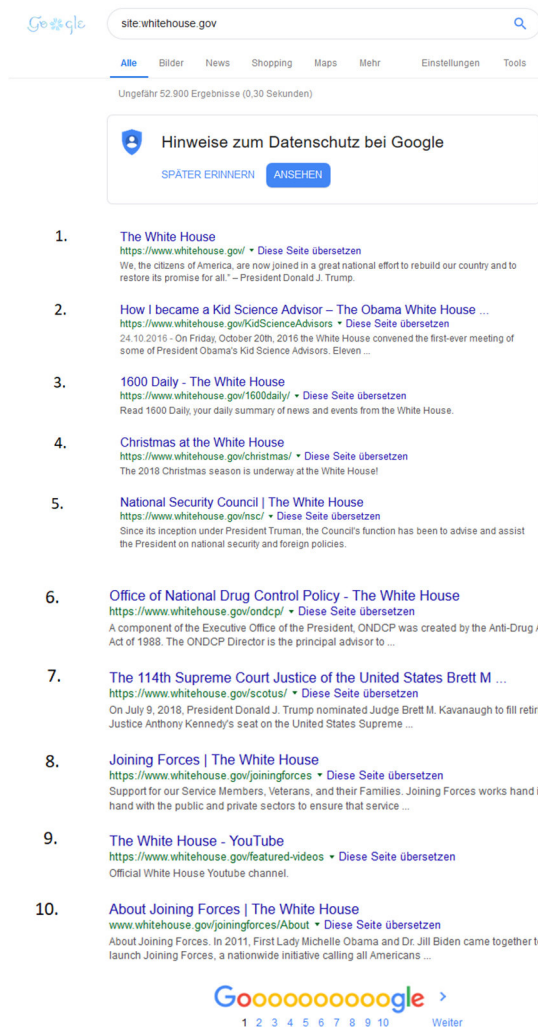 Google
site:whitehouse.gov
Alle Bilder News Shopping Maps Mehr Einstellungen Tools
Ungefähr 52.900 Ergebnisse (0,30 Sekunden)
Hinweise zum Datenschutz bei Google
SPÄTER ERINNERN ANSEHEN
1. The White House
https://www.whitehouse.gov/ ▾ Diese Seite übersetzen
We, the citizens of America, are now joined in a great national effort to rebuild our country and to
restore its promise for all.” – President Donald J. Trump.
2. How I became a Kid Science Advisor – The Obama White House ...
https://www.whitehouse.gov/KidScienceAdvisors ▾ Diese Seite übersetzen
24.10.2016 - On Friday, October 20th, 2016 the White House convened the first-ever meeting of
some of President Obama's Kid Science Advisors. Eleven ...
3. 1600 Daily - The White House
https://www.whitehouse.gov/1600daily/ ▾ Diese Seite übersetzen
Read 1600 Daily, your daily summary of news and events from the White House.
4. Christmas at the White House
https://www.whitehouse.gov/christmas/ ▾ Diese Seite übersetzen
The 2018 Christmas season is underway at the White House!
5. National Security Council | The White House
https://www.whitehouse.gov/nsc/ ▾ Diese Seite übersetzen
Since its inception under President Truman, the Council's function has been to advise and assist
the President on national security and foreign policies.
6. Office of National Drug Control Policy - The White House
https://www.whitehouse.gov/ondcp/ ▾ Diese Seite übersetzen
A component of the Executive Office of the President, ONDCP was created by the Anti-Drug A
Act of 1988. The ONDCP Director is the principal advisor to ...
7. The 114th Supreme Court Justice of the United States Brett M ...
https://www.whitehouse.gov/scotus/ ▾ Diese Seite übersetzen
On July 9, 2018, President Donald J. Trump nominated Judge Brett M. Kavanaugh to fill retir
Justice Anthony Kennedy's seat on the United States Supreme ...
8. Joining Forces | The White House
https://www.whitehouse.gov/joiningforces ▾ Diese Seite übersetzen
Support for our Service Members, Veterans, and their Families. Joining Forces works hand i
hand with the public and private sectors to ensure that service ...
9. The White House - YouTube
https://www.whitehouse.gov/featured-videos ▾ Diese Seite übersetzen
Official White House Youtube channel.
10. About Joining Forces | The White House
www.whitehouse.gov/joiningforces/About ▾ Diese Seite übersetzen
About Joining Forces. In 2011, First Lady Michelle Obama and Dr. Jill Biden came together t
launch Joining Forces, a nationwide initiative calling all Americans ...
Goooooooooogle >
1 2 3 4 5 6 7 8 9 10 Weiter